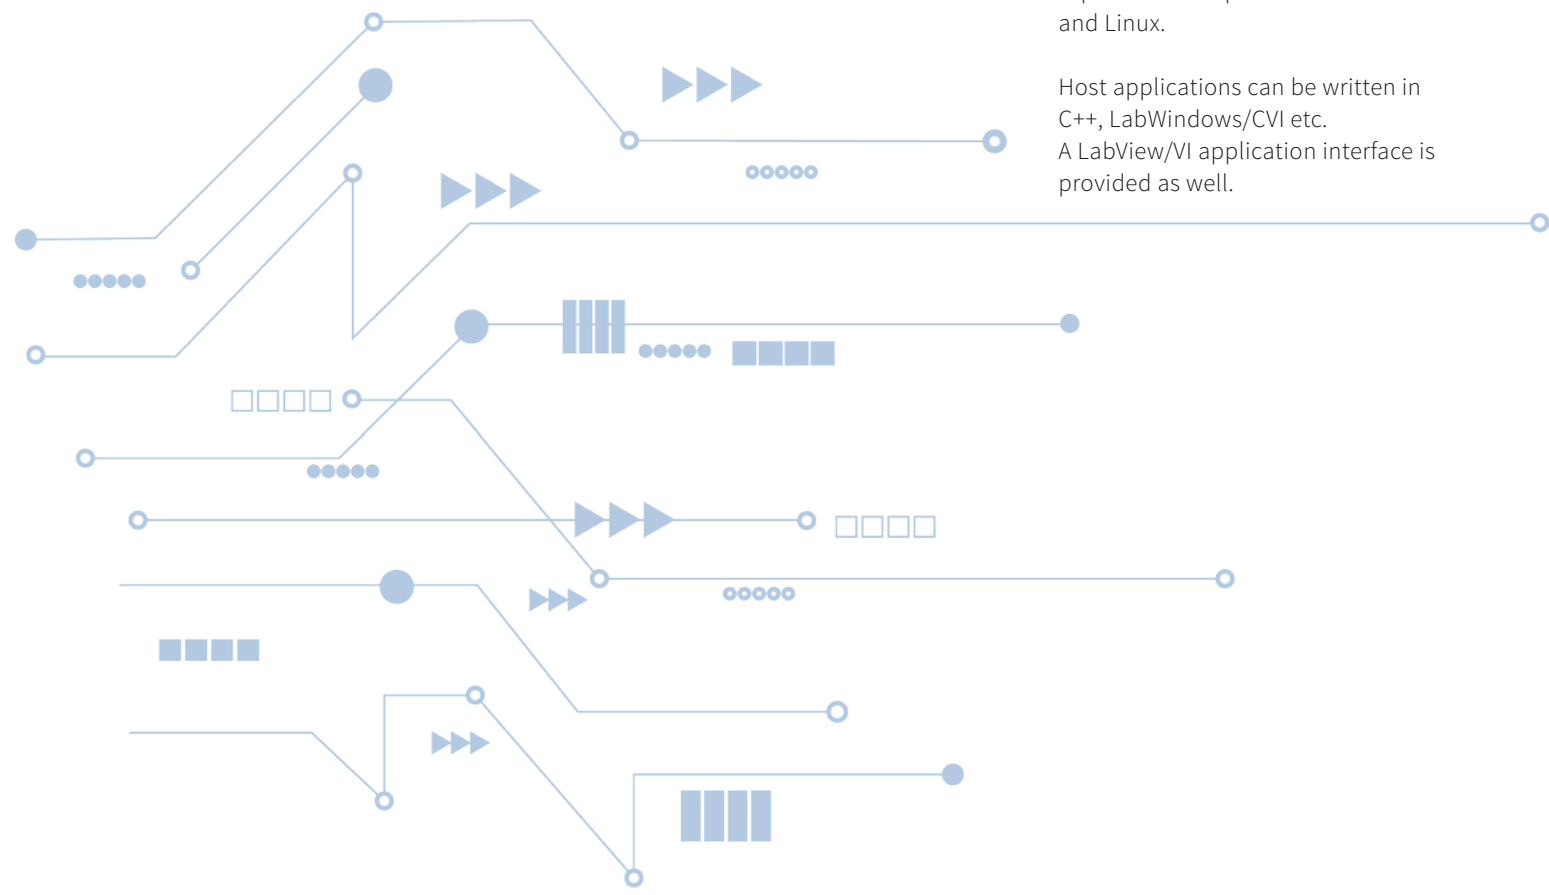 and Linux.
Host applications can be written in
C++, LabWindows/CVI etc.
A LabView/VI application interface is
provided as well.